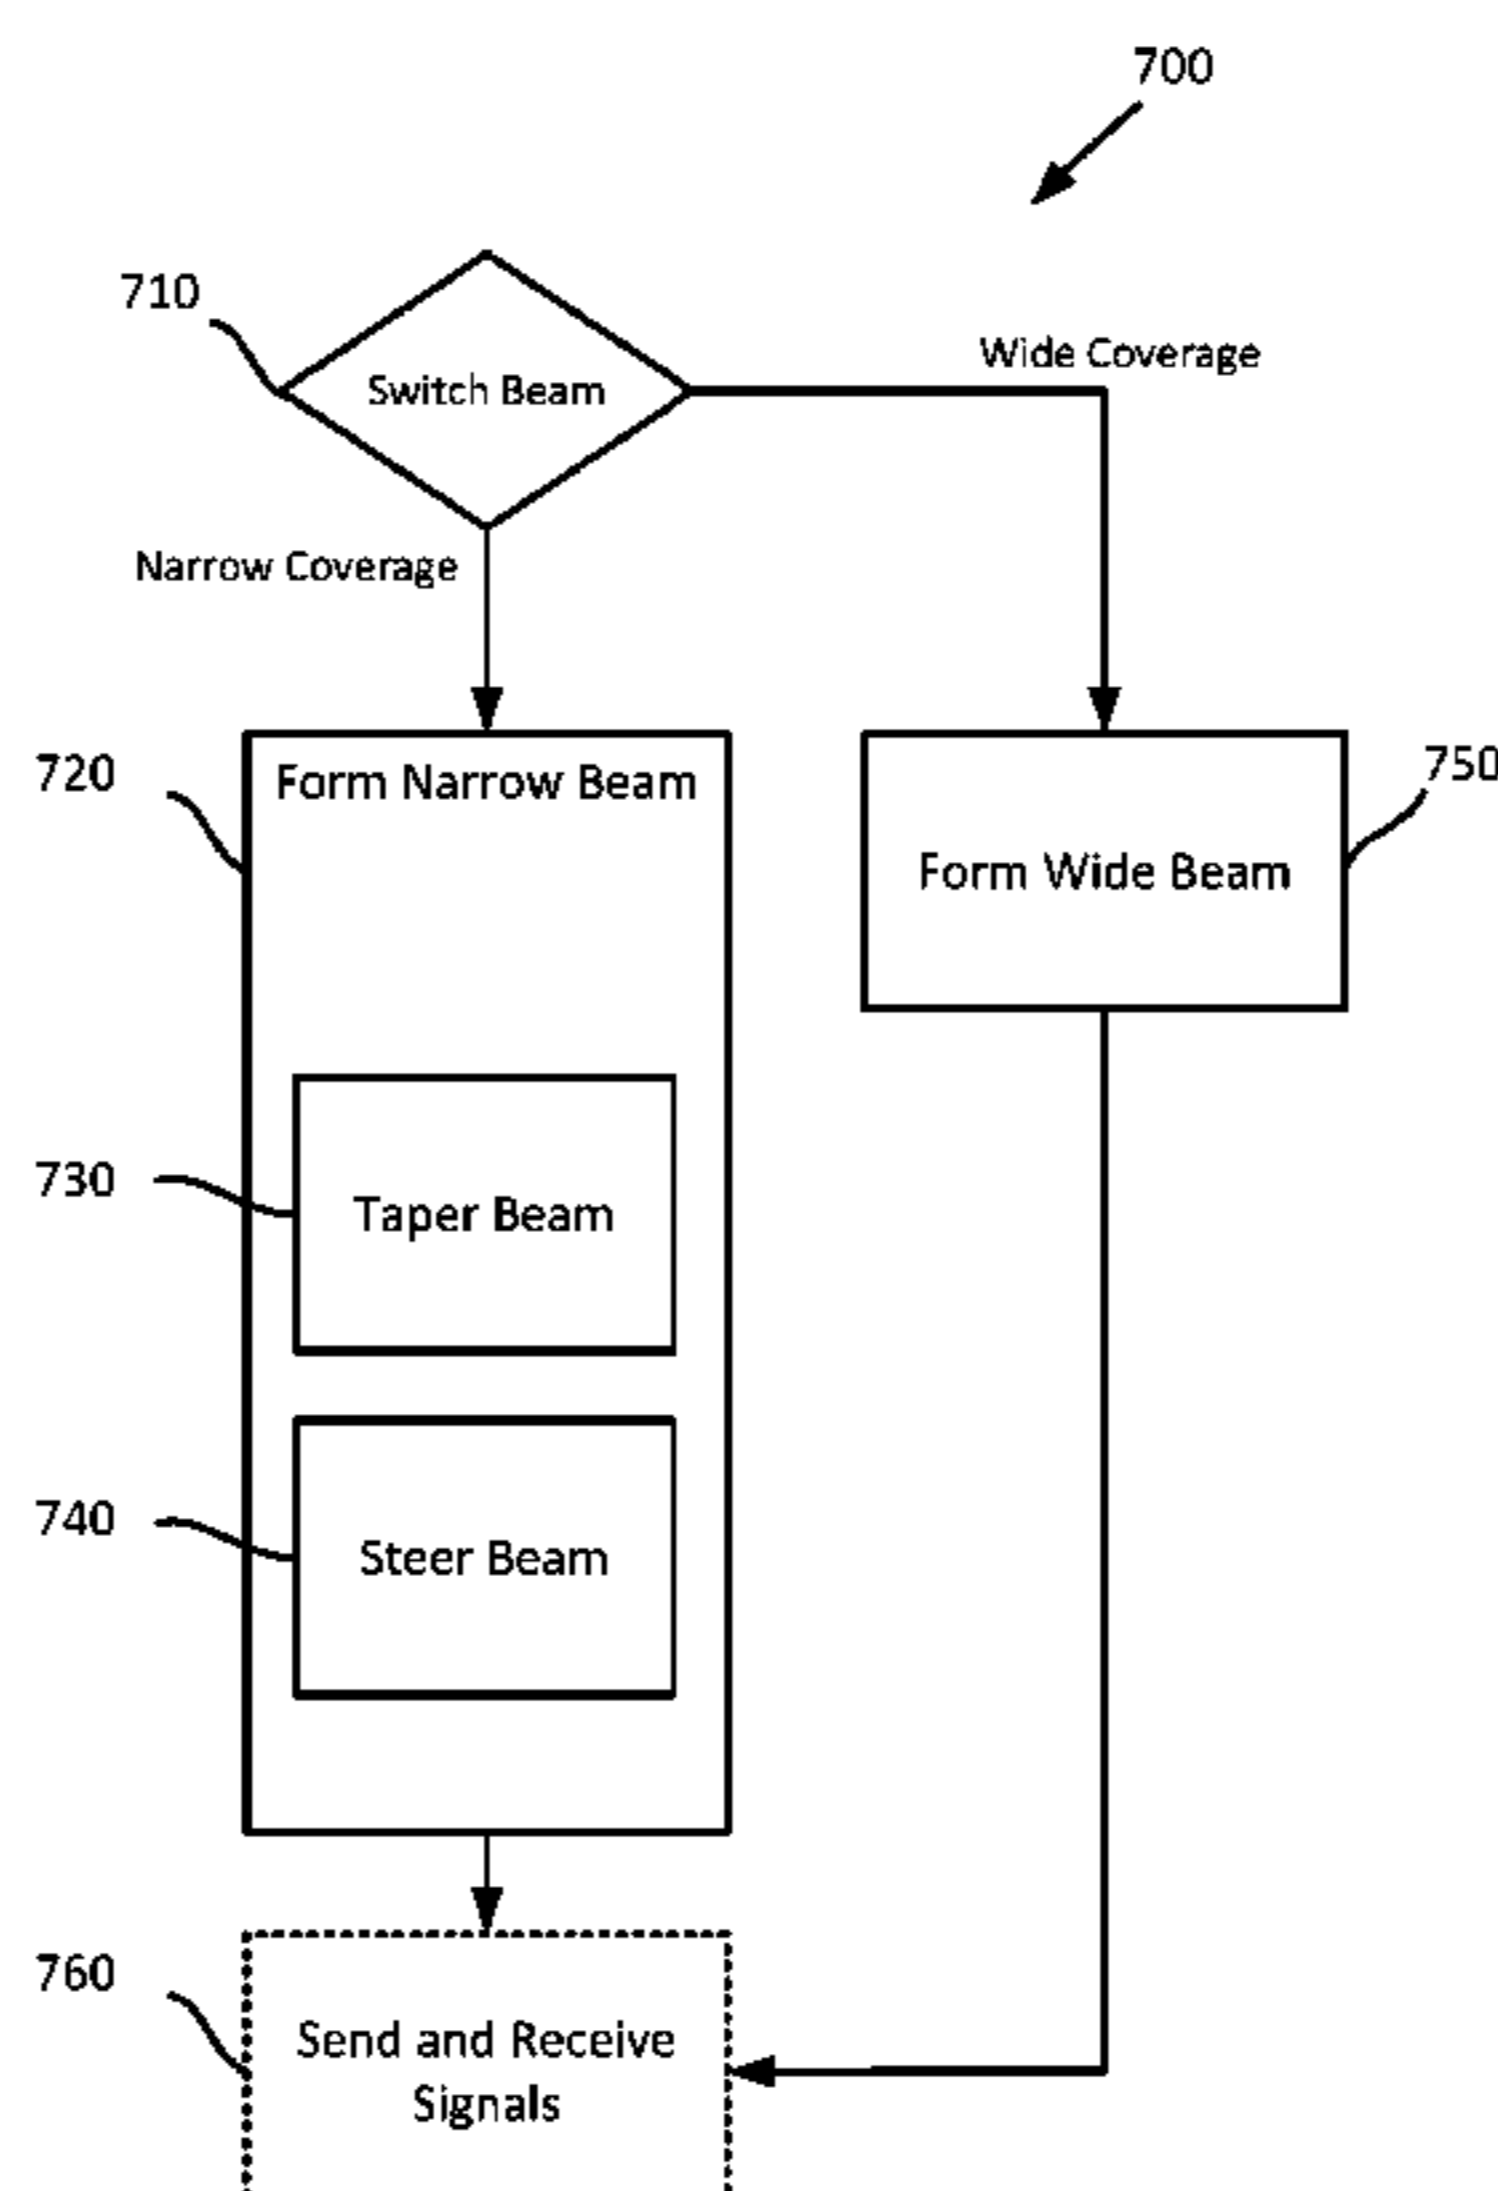 700
710
Switch Beam
Wide Coverage
Narrow Coverage
720
Form Narrow Beam
750
Form Wide Beam
730
Taper Beam
740
Steer Beam
760
Send and Receive
Signals